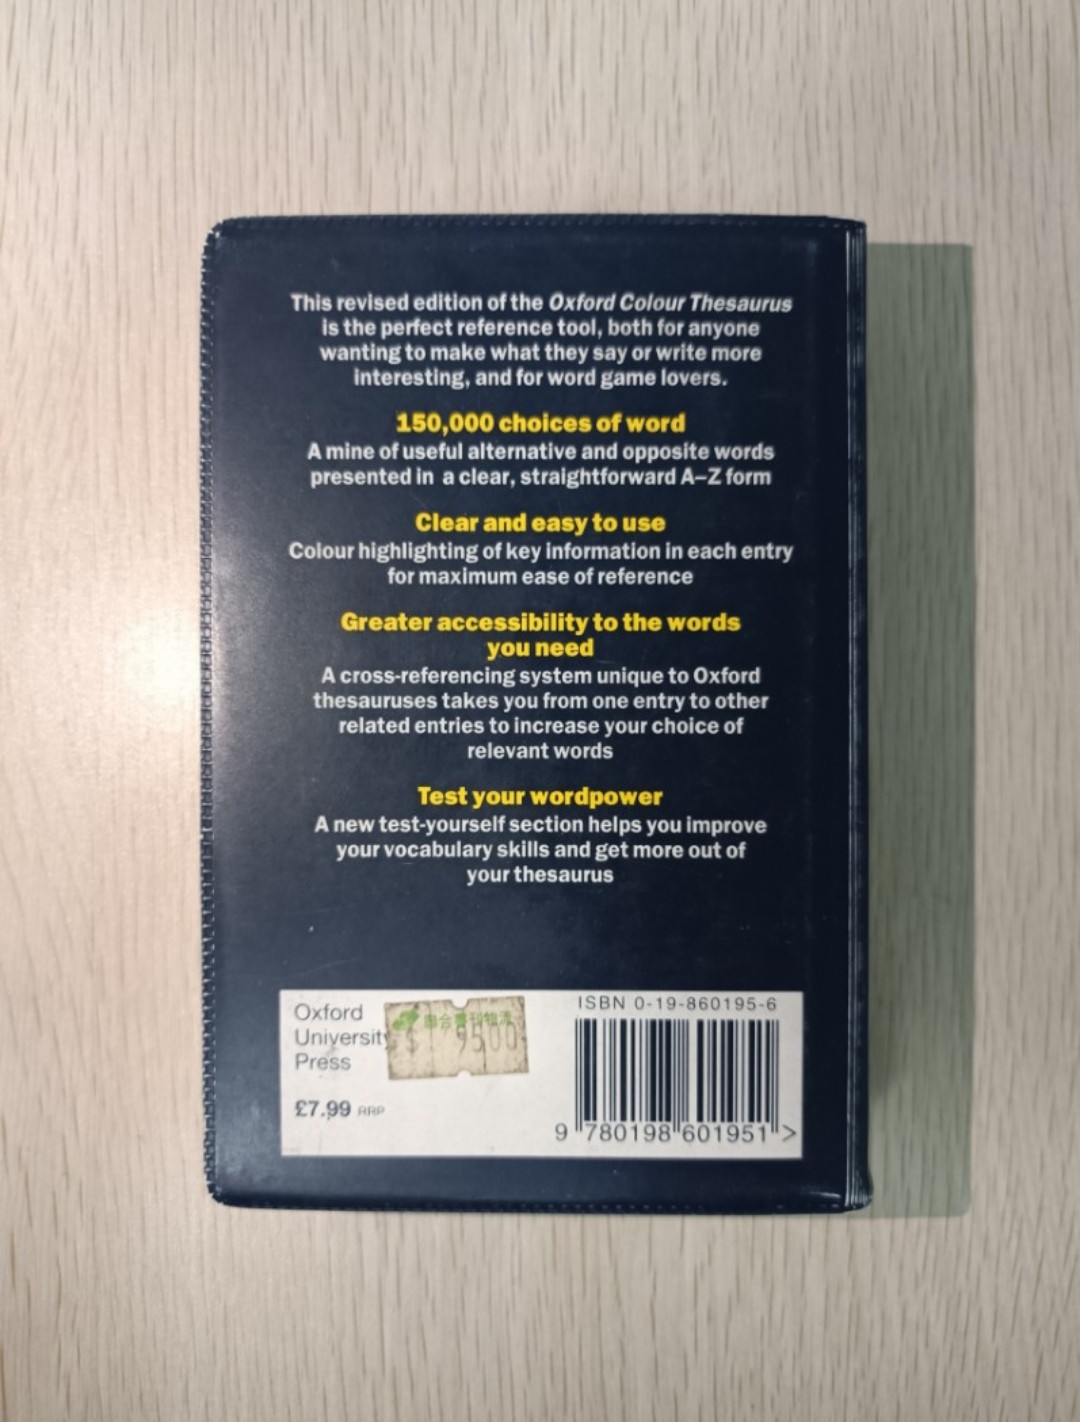 This revised edition of the Oxford Colour Thesaurus
is the perfect reference tool, both for anyone
wanting to make what they say or write more
interesting, and for word game lovers.
150,000 choices of word
A mine of useful alternative and opposite words
presented in a clear, straightforward A–Z form
Clear and easy to use
Colour highlighting of key information in each entry
for maximum ease of reference
Greater accessibility to the words
you need
A cross-referencing system unique to Oxford
thesauruses takes you from one entry to other
related entries to increase your choice of
relevant words
Test your wordpower
A new test-yourself section helps you improve
your vocabulary skills and get more out of
your thesaurus
Oxford
University
Press
£7.99 RRP
ISBN 0-19-860195-6
9 780198 601951 >